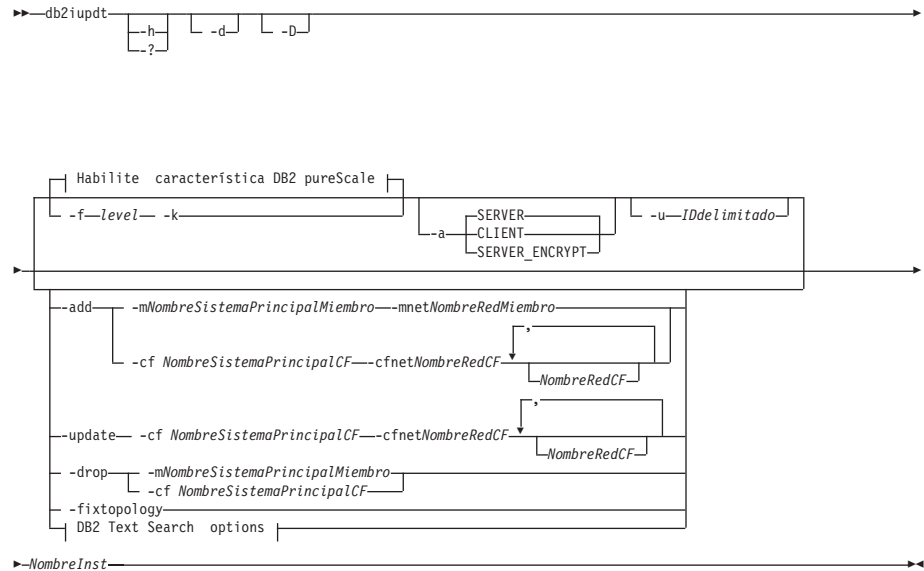 db2iupdt
-h
-?
-d
-D
Habilite característica DB2 pureScale
-f level -k
-a
SERVER
CLIENT
SERVER_ENCRYPT
-u IDdelimitado
-add -mNombreSistemaPrincipalMiembro -mnetNombreRedMiembro
,
-cf NombreSistemaPrincipalCF -cfnetNombreRedCF
NombreRedCF
,
-update -cf NombreSistemaPrincipalCF -cfnetNombreRedCF
NombreRedCF
-drop -mNombreSistemaPrincipalMiembro
-cf NombreSistemaPrincipalCF
-fixtopology
DB2 Text Search options
NombreInst